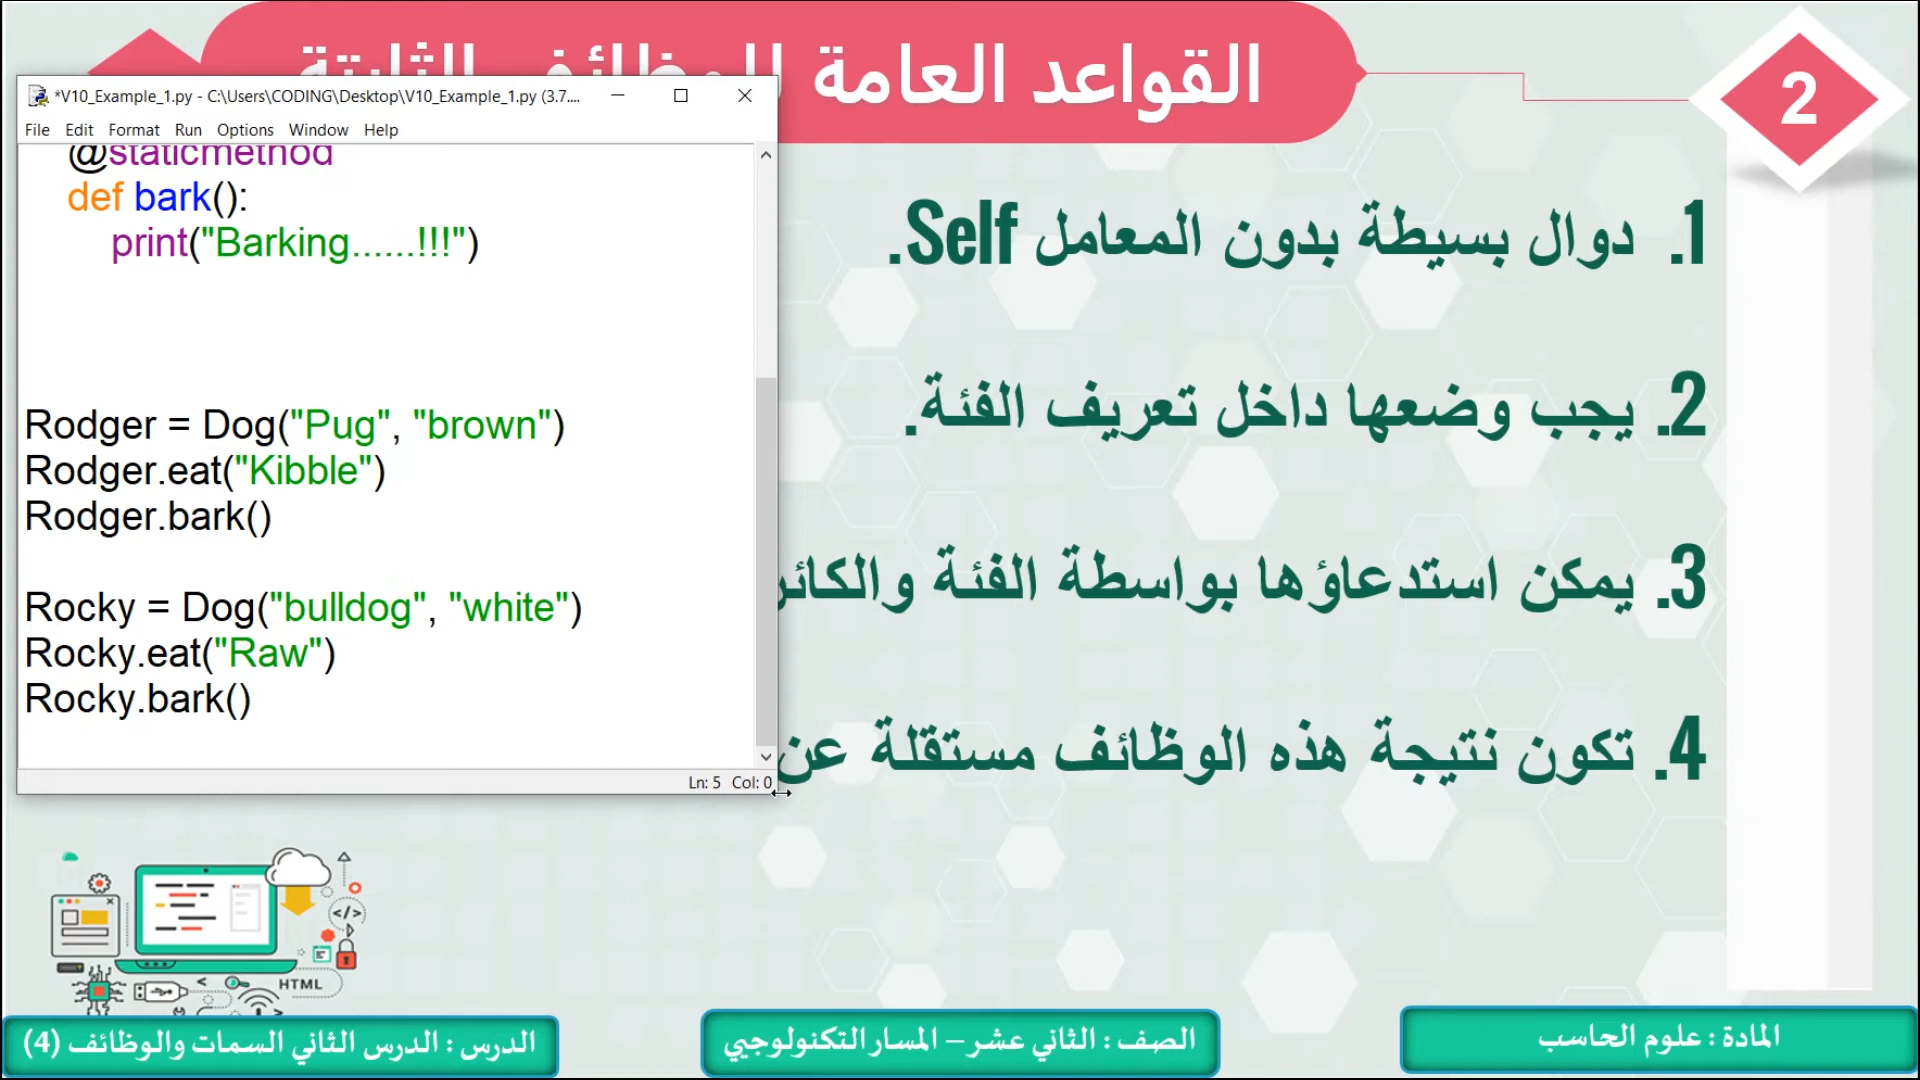 القواعد العامة
2
*V10_Example_1.py - C:\Users\CODING\Desktop\V10_Example_1.py (3.7....
File Edit Format Run Options Window Help
@staticmethod
def bark():
print("Barking......!!!")
Rodger = Dog("Pug", "brown")
Rodger.eat("Kibble")
Rodger.bark()
Rocky = Dog("bulldog", "white")
Rocky.eat("Raw")
Rocky.bark()
Ln: 5 Col: 0
1. دوال بسيطة بدون المعامل Self.
2. يجب وضعها داخل تعريف الفئة.
3. يمكن استدعاؤها بواسطة الفئة
4. تكون نتيجة هذه الوظائف مستقلة عن
HTML
المادة : علوم الحاسب
الصف : الثاني عشر – المسار التكنولوجي
الدرس : الدرس الثاني السمات والوظائف (4)